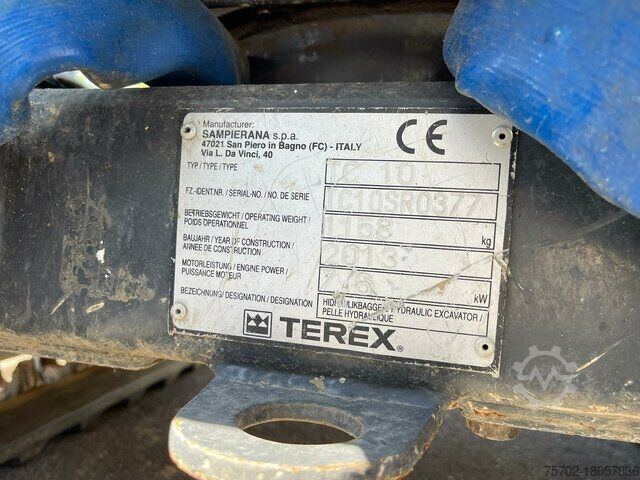 Manufacturer:
SAMPIERANA s.p.a.
47021 San Piero in Bagno (FC) - ITALY
Via L. Da Vinci, 40
CE
TYP / TYPE / TYPE
FZ-IDENT.NR. / SERIAL-NO. / NO. DE SERIE
TC10SR0377
BETRIEBSGEWICHT / OPERATING WEIGHT /
POIDS OPERATIONNEL
kg
BAUJAHR / YEAR OF CONSTRUCTION /
ANNEE DE CONSTRUCTION
2013
MOTORLEISTUNG / ENGINE POWER /
PUISSANCE MOTEUR
kW
BEZEICHNUNG / DESIGNATION / DESIGNATION
HYDRAULIC EXCAVATOR /
PELLE HYDRAULIQUE
TEREX®
75702-18057836